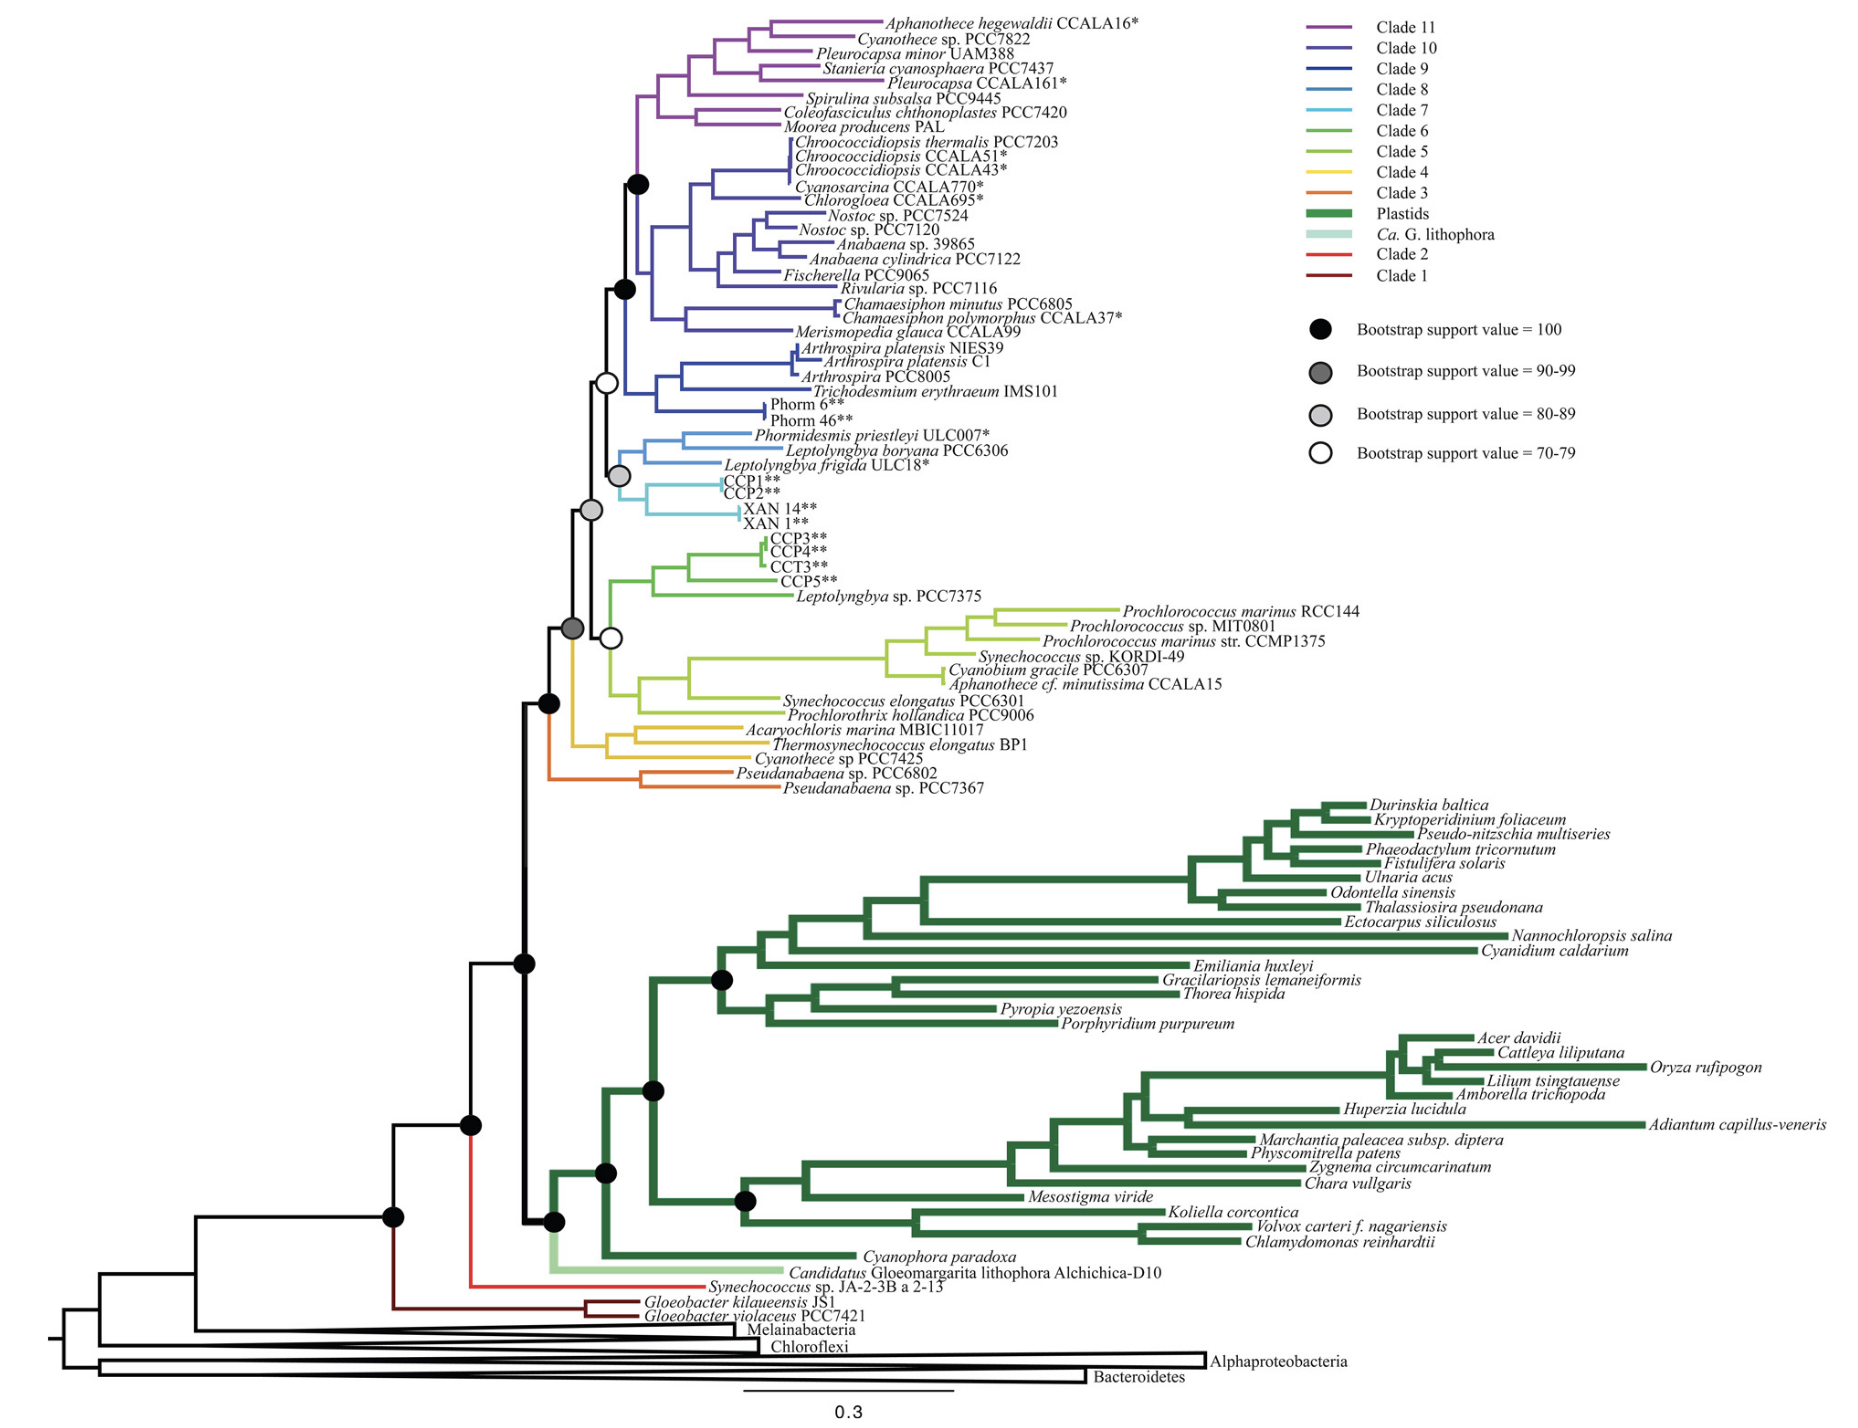 Aphanothece hegewaldii CCALA16*
Cyanothece sp. PCC7822
Pleurocapsa minor UAM388
Stanieria cyanosphaera PCC7437
Pleurocapsa CCALA161*
Spirulina subsalsa PCC9445
Coleofasciculus chthonoplastes PCC7420
Moorea producens PAL
Chroococcidiopsis thermalis PCC7203
Chroococcidiopsis CCALA51*
Chroococcidiopsis CCALA43*
Cyanosarcina CCALA770*
Chlorogloea CCALA695*
Nostoc sp. PCC7524
Nostoc sp. PCC7120
Anabaena sp. 39865
Anabaena cylindrica PCC7122
Fischerella PCC9065
Rivularia sp. PCC7116
Chamaesiphon minutus PCC6805
Chamaesiphon polymorphus CCALA37*
Merismopedia glauca CCALA99
Arthrospira platensis NIES39
Arthrospira platensis C1
Arthrospira PCC8005
Trichodesmium erythraeum IMS101
Phorm 6**
Phorm 46**
Phormidesmis priestleyi ULC007*
Leptolyngbya boryana PCC6306
Leptolyngbya frigida ULC18*
CCP1**
CCP2**
XAN 14**
XAN 1**
CCP3**
CCP4**
CCT3**
CCP5**
Leptolyngbya sp. PCC7375
Prochlorococcus marinus RCC144
Prochlorococcus sp. MIT0801
Prochlorococcus marinus str. CCMP1375
Synechococcus sp. KORDI-49
Cyanobium gracile PCC6307
Aphanothece cf. minutissima CCALA15
Synechococcus elongatus PCC6301
Prochlorothrix hollandica PCC9006
Acaryochloris marina MBIC11017
Thermosynechococcus elongatus BP1
Cyanothece sp PCC7425
Pseudanabaena sp. PCC6802
Pseudanabaena sp. PCC7367
Durinskia baltica
Kryptoperidinium foliaceum
Pseudo-nitzschia multiseries
Phaeodactylum tricornutum
Fistulifera solaris
Ulnaria acus
Odontella sinensis
Thalassiosira pseudonana
Ectocarpus siliculosus
Nannochloropsis salina
Cyanidium caldarium
Emiliania huxleyi
Gracilariopsis lemaneiformis
Thorea hispida
Pyropia yezoensis
Porphyridium purpureum
Acer davidii
Cattleya liliputana
Oryza rufipogon
Lilium tsingtauense
Amborella trichopoda
Huperzia lucidula
Adiantum capillus-veneris
Marchantia paleacea subsp. diptera
Physcomitrella patens
Zygnema circumcarinatum
Chara vullgaris
Mesostigma viride
Koliella corcontica
Volvox carteri f. nagariensis
Chlamydomonas reinhardtii
Cyanophora paradoxa
Candidatus Gloeomargarita lithophora Alchichica-D10
Synechococcus sp. JA-2-3B a 2-13
Gloeobacter kilaueensis JS1
Gloeobacter violaceus PCC7421
Melainabacteria
Chloroflexi
Alphaproteobacteria
Bacteroidetes
0.3
Clade 11
Clade 10
Clade 9
Clade 8
Clade 7
Clade 6
Clade 5
Clade 4
Clade 3
Plastids
Ca. G. lithophora
Clade 2
Clade 1
Bootstrap support value = 100
Bootstrap support value = 90-99
Bootstrap support value = 80-89
Bootstrap support value = 70-79